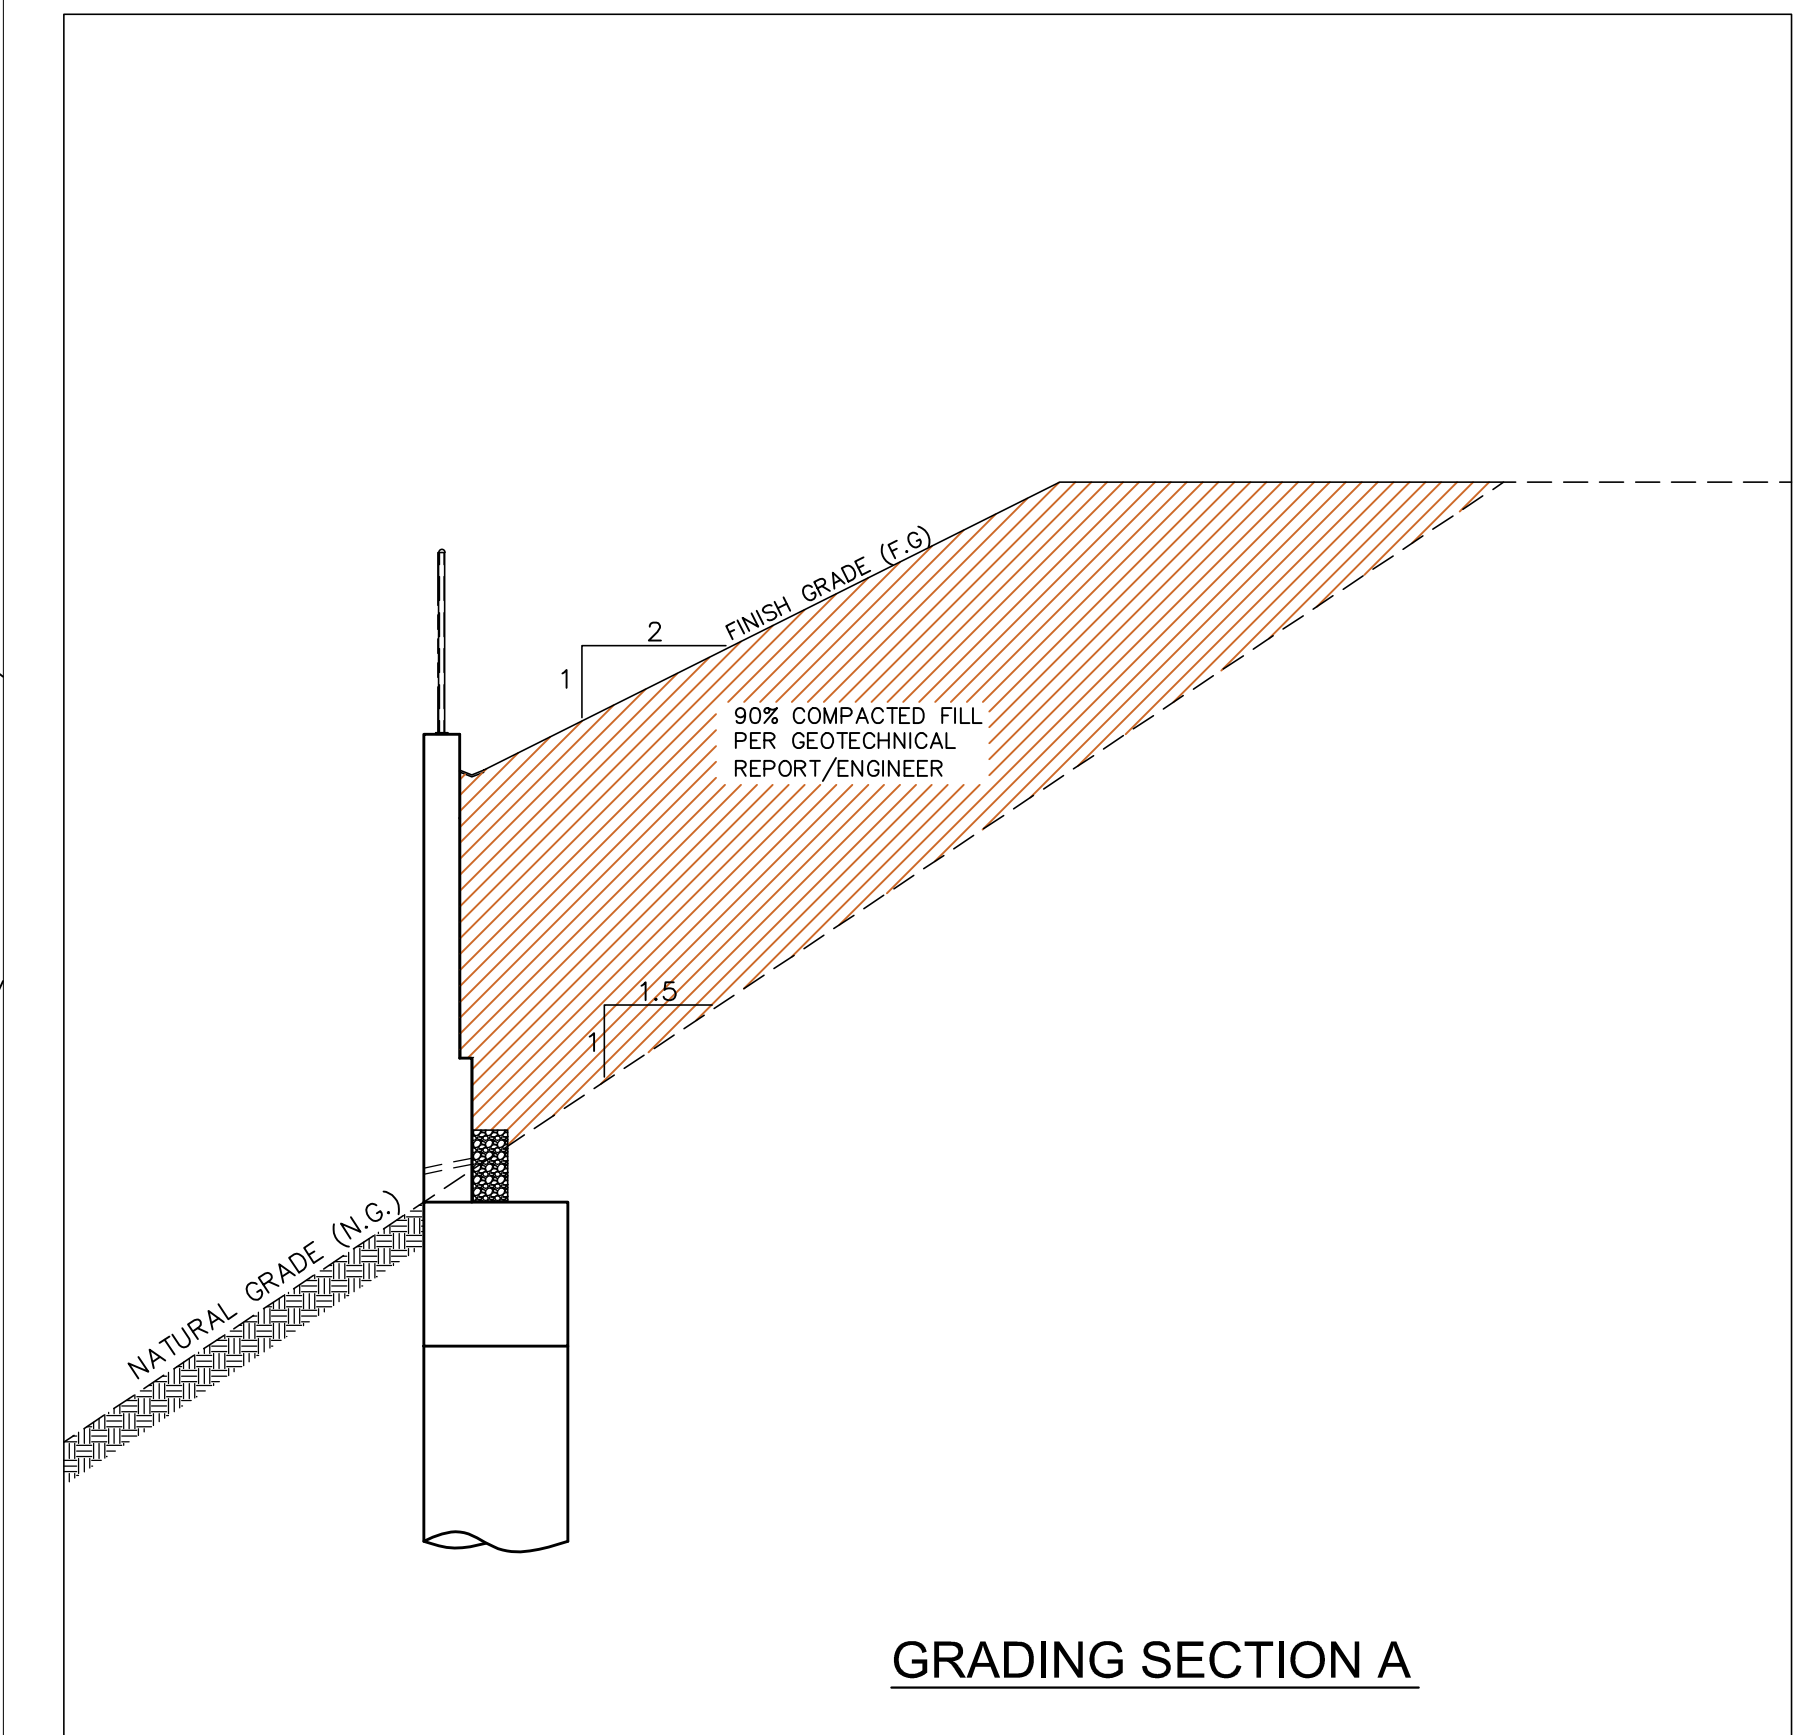 FINISH GRADE (F.G)
2
1
90% COMPACTED FILL
PER GEOTECHNICAL
REPORT/ENGINEER
1.5
1
NATURAL GRADE (N.G.)
GRADING SECTION A